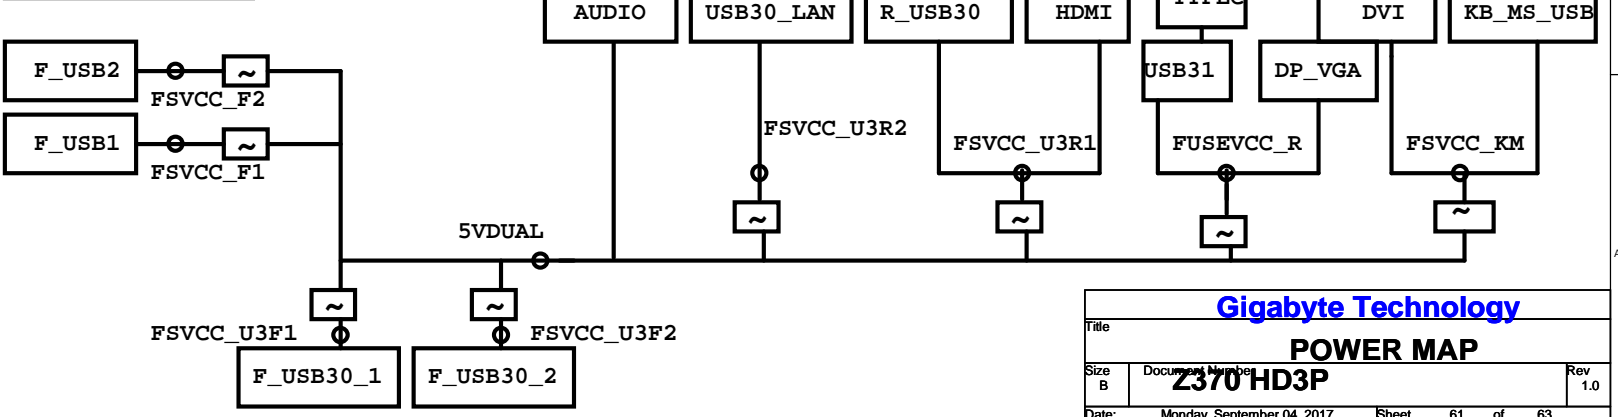 AUDIO
USB30_LAN
R_USB30
HDMI
DVI
KB_MS_USB
F_USB2
USB31
DP_VGA
FSVCC_F2
F_USB1
FSVCC_U3R2
FSVCC_U3R1
FUSEVCC_R
FSVCC_KM
FSVCC_F1
5VDUAL
FSVCC_U3F1
FSVCC_U3F2
F_USB30_1
F_USB30_2
Gigabyte Technology
Title
POWER MAP
Size
B
Document Number
Z370 HD3P
Rev
1.0
Date: Monday, September 04, 2017 Sheet 61 of 63